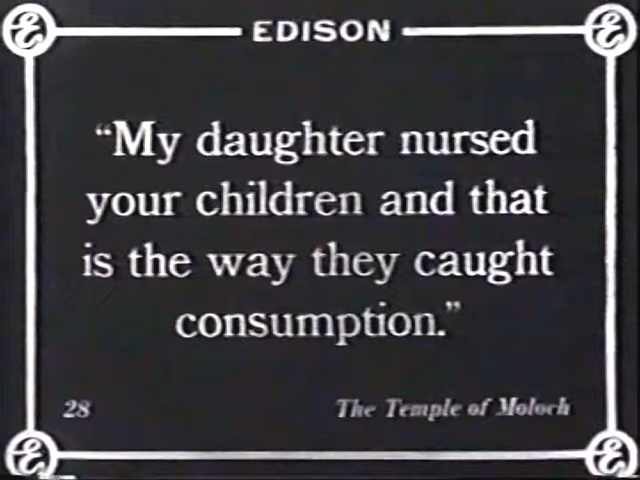 EDISON
“My daughter nursed
your children and that
is the way they caught
consumption.”
28
The Temple of Moloch